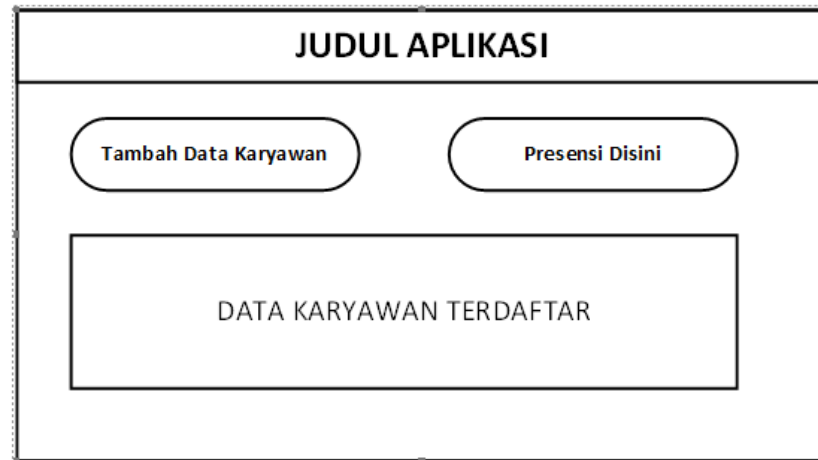 JUDUL APLIKASI
Tambah Data Karyawan
Presensi Disini
DATA KARYAWAN TERDAFTAR